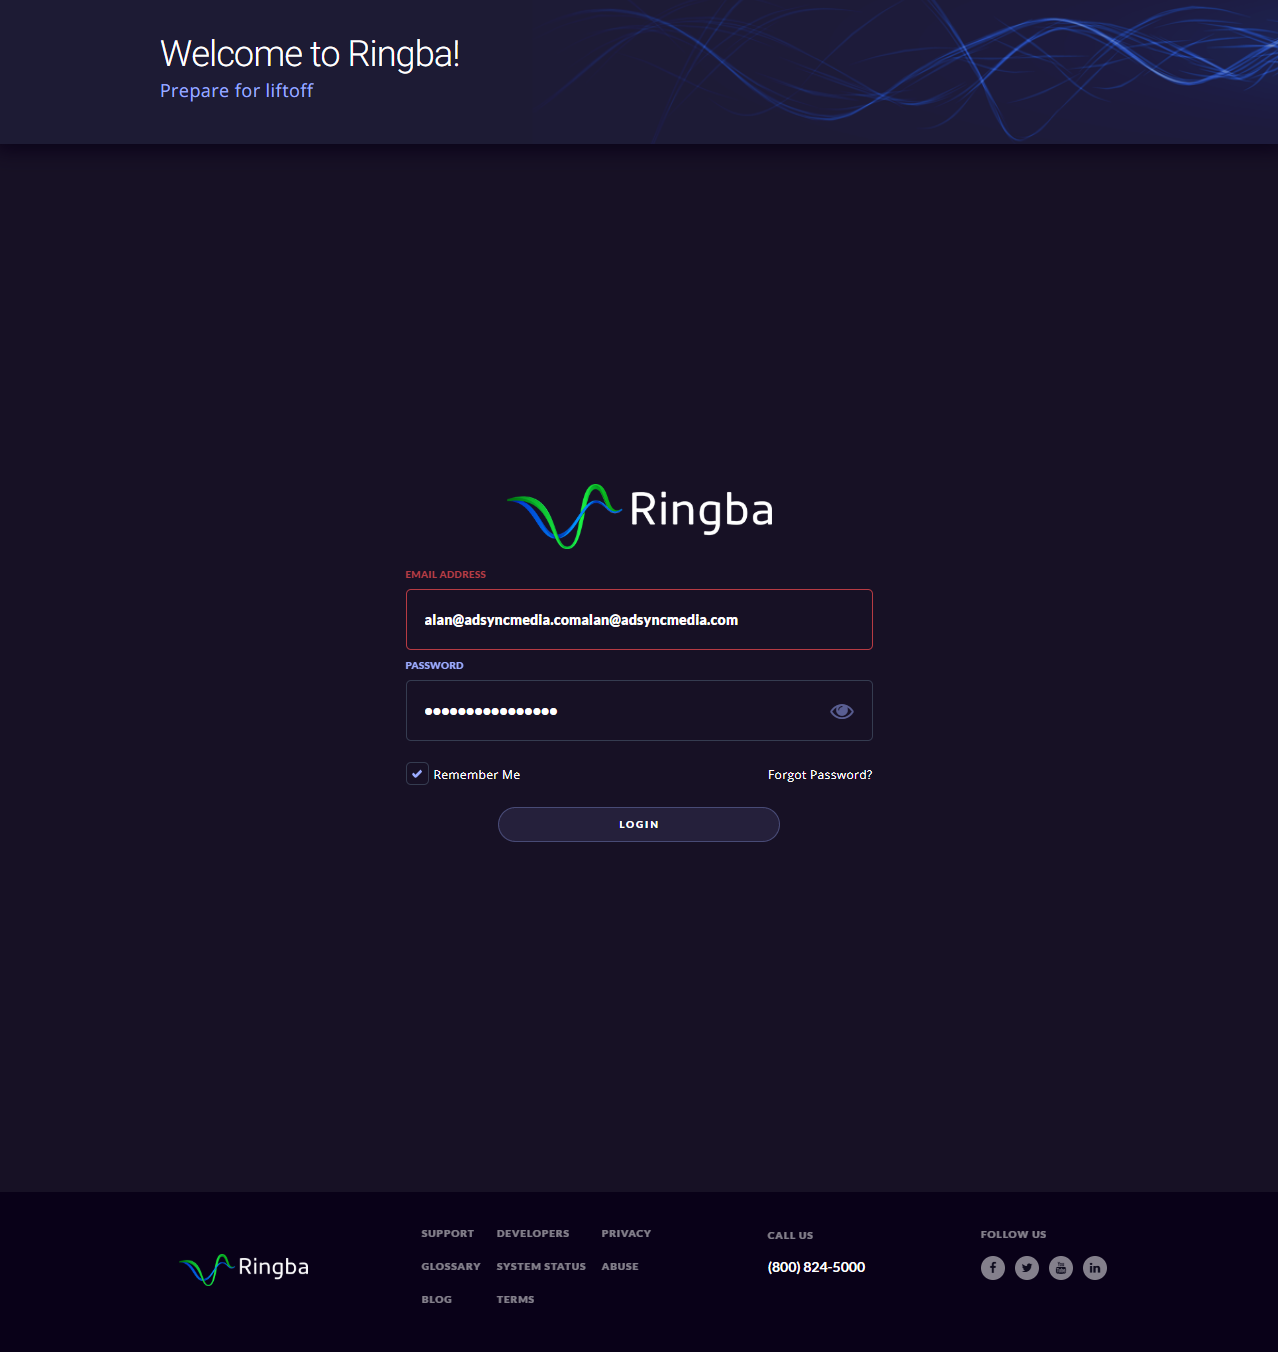 Welcome to Ringba!
Prepare for liftoff
Ringba
EMAIL ADDRESS
alan@adsyncmedia.comalan@adsyncmedia.com
PASSWORD
••••••••••••••••
Remember Me
Forgot Password?
LOGIN
Ringba
SUPPORT DEVELOPERS PRIVACY
GLOSSARY SYSTEM STATUS ABUSE
BLOG TERMS
CALL US
(800) 824-5000
FOLLOW US